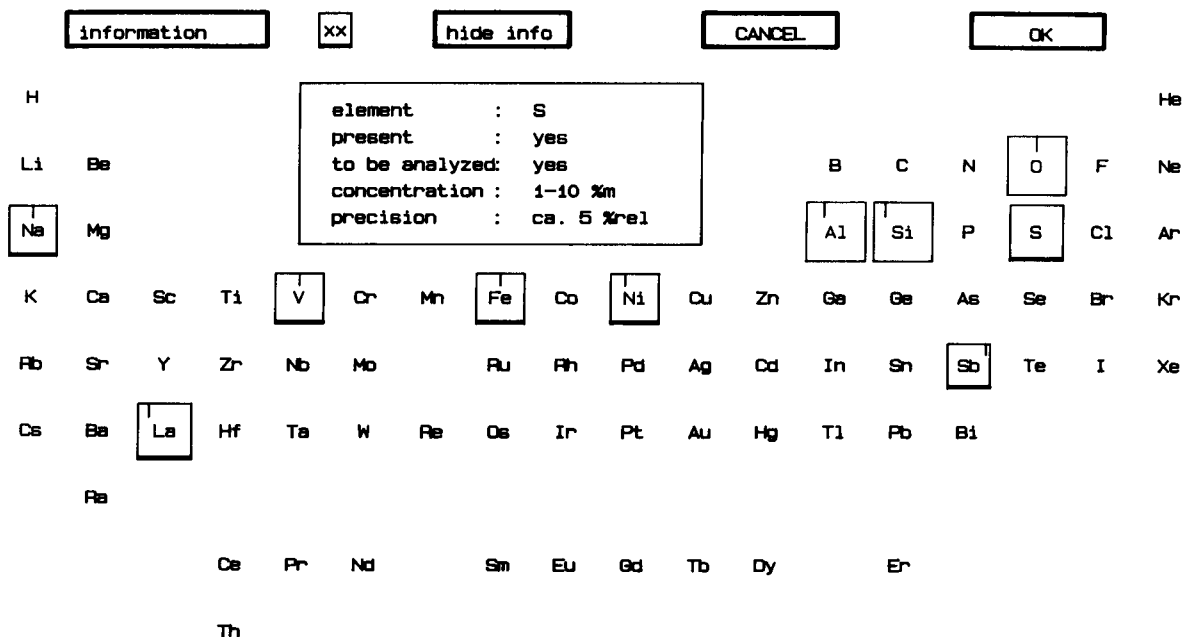 information xx hide info CANCEL OK
H He
element : S
present : yes
to be analyzed: yes
concentration : 1-10 %m
precision : ca. 5 %rel
Li Be B C N O F Ne
Na Mg Al Si P S Cl Ar
K Ca Sc Ti V Cr Mn Fe Co Ni Cu Zn Ga Ge As Se Br Kr
Rb Sr Y Zr Nb Mo Ru Rh Pd Ag Cd In Sn Sb Te I Xe
Cs Ba La Hf Ta W Re Os Ir Pt Au Hg Tl Pb Bi
Ra
Ce Pr Nd Sm Eu Gd Tb Dy Er
Th